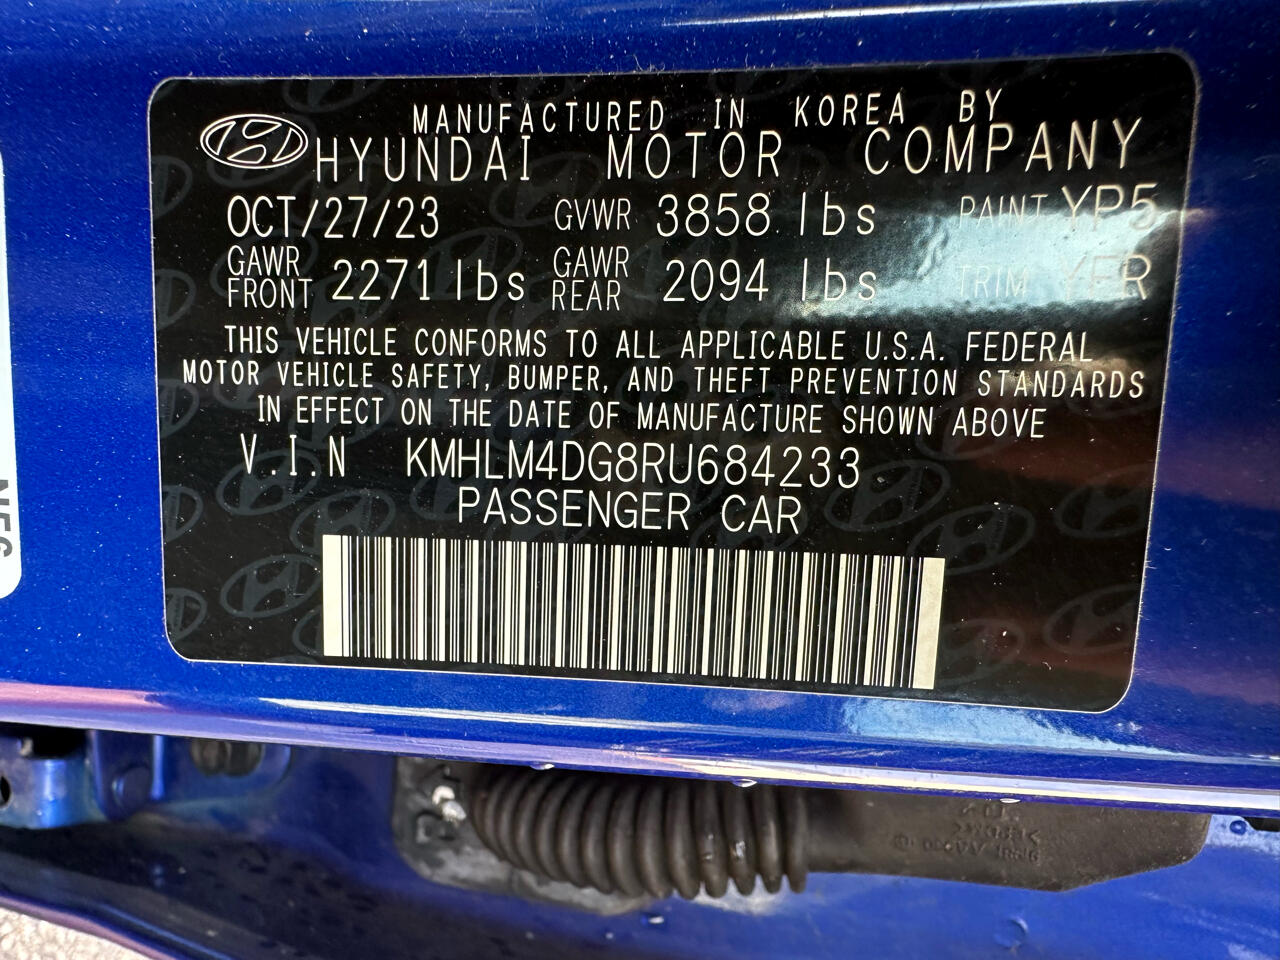 MANUFACTURED IN KOREA BY
HYUNDAI MOTOR COMPANY
OCT/27/23 GVWR 3858 lbs PAINT YP5
GAWR FRONT 2271 lbs GAWR REAR 2094 lbs TRIM YFR
THIS VEHICLE CONFORMS TO ALL APPLICABLE U.S.A. FEDERAL
MOTOR VEHICLE SAFETY, BUMPER, AND THEFT PREVENTION STANDARDS
IN EFFECT ON THE DATE OF MANUFACTURE SHOWN ABOVE
V.I.N KMHLM4DG8RU684233
PASSENGER CAR